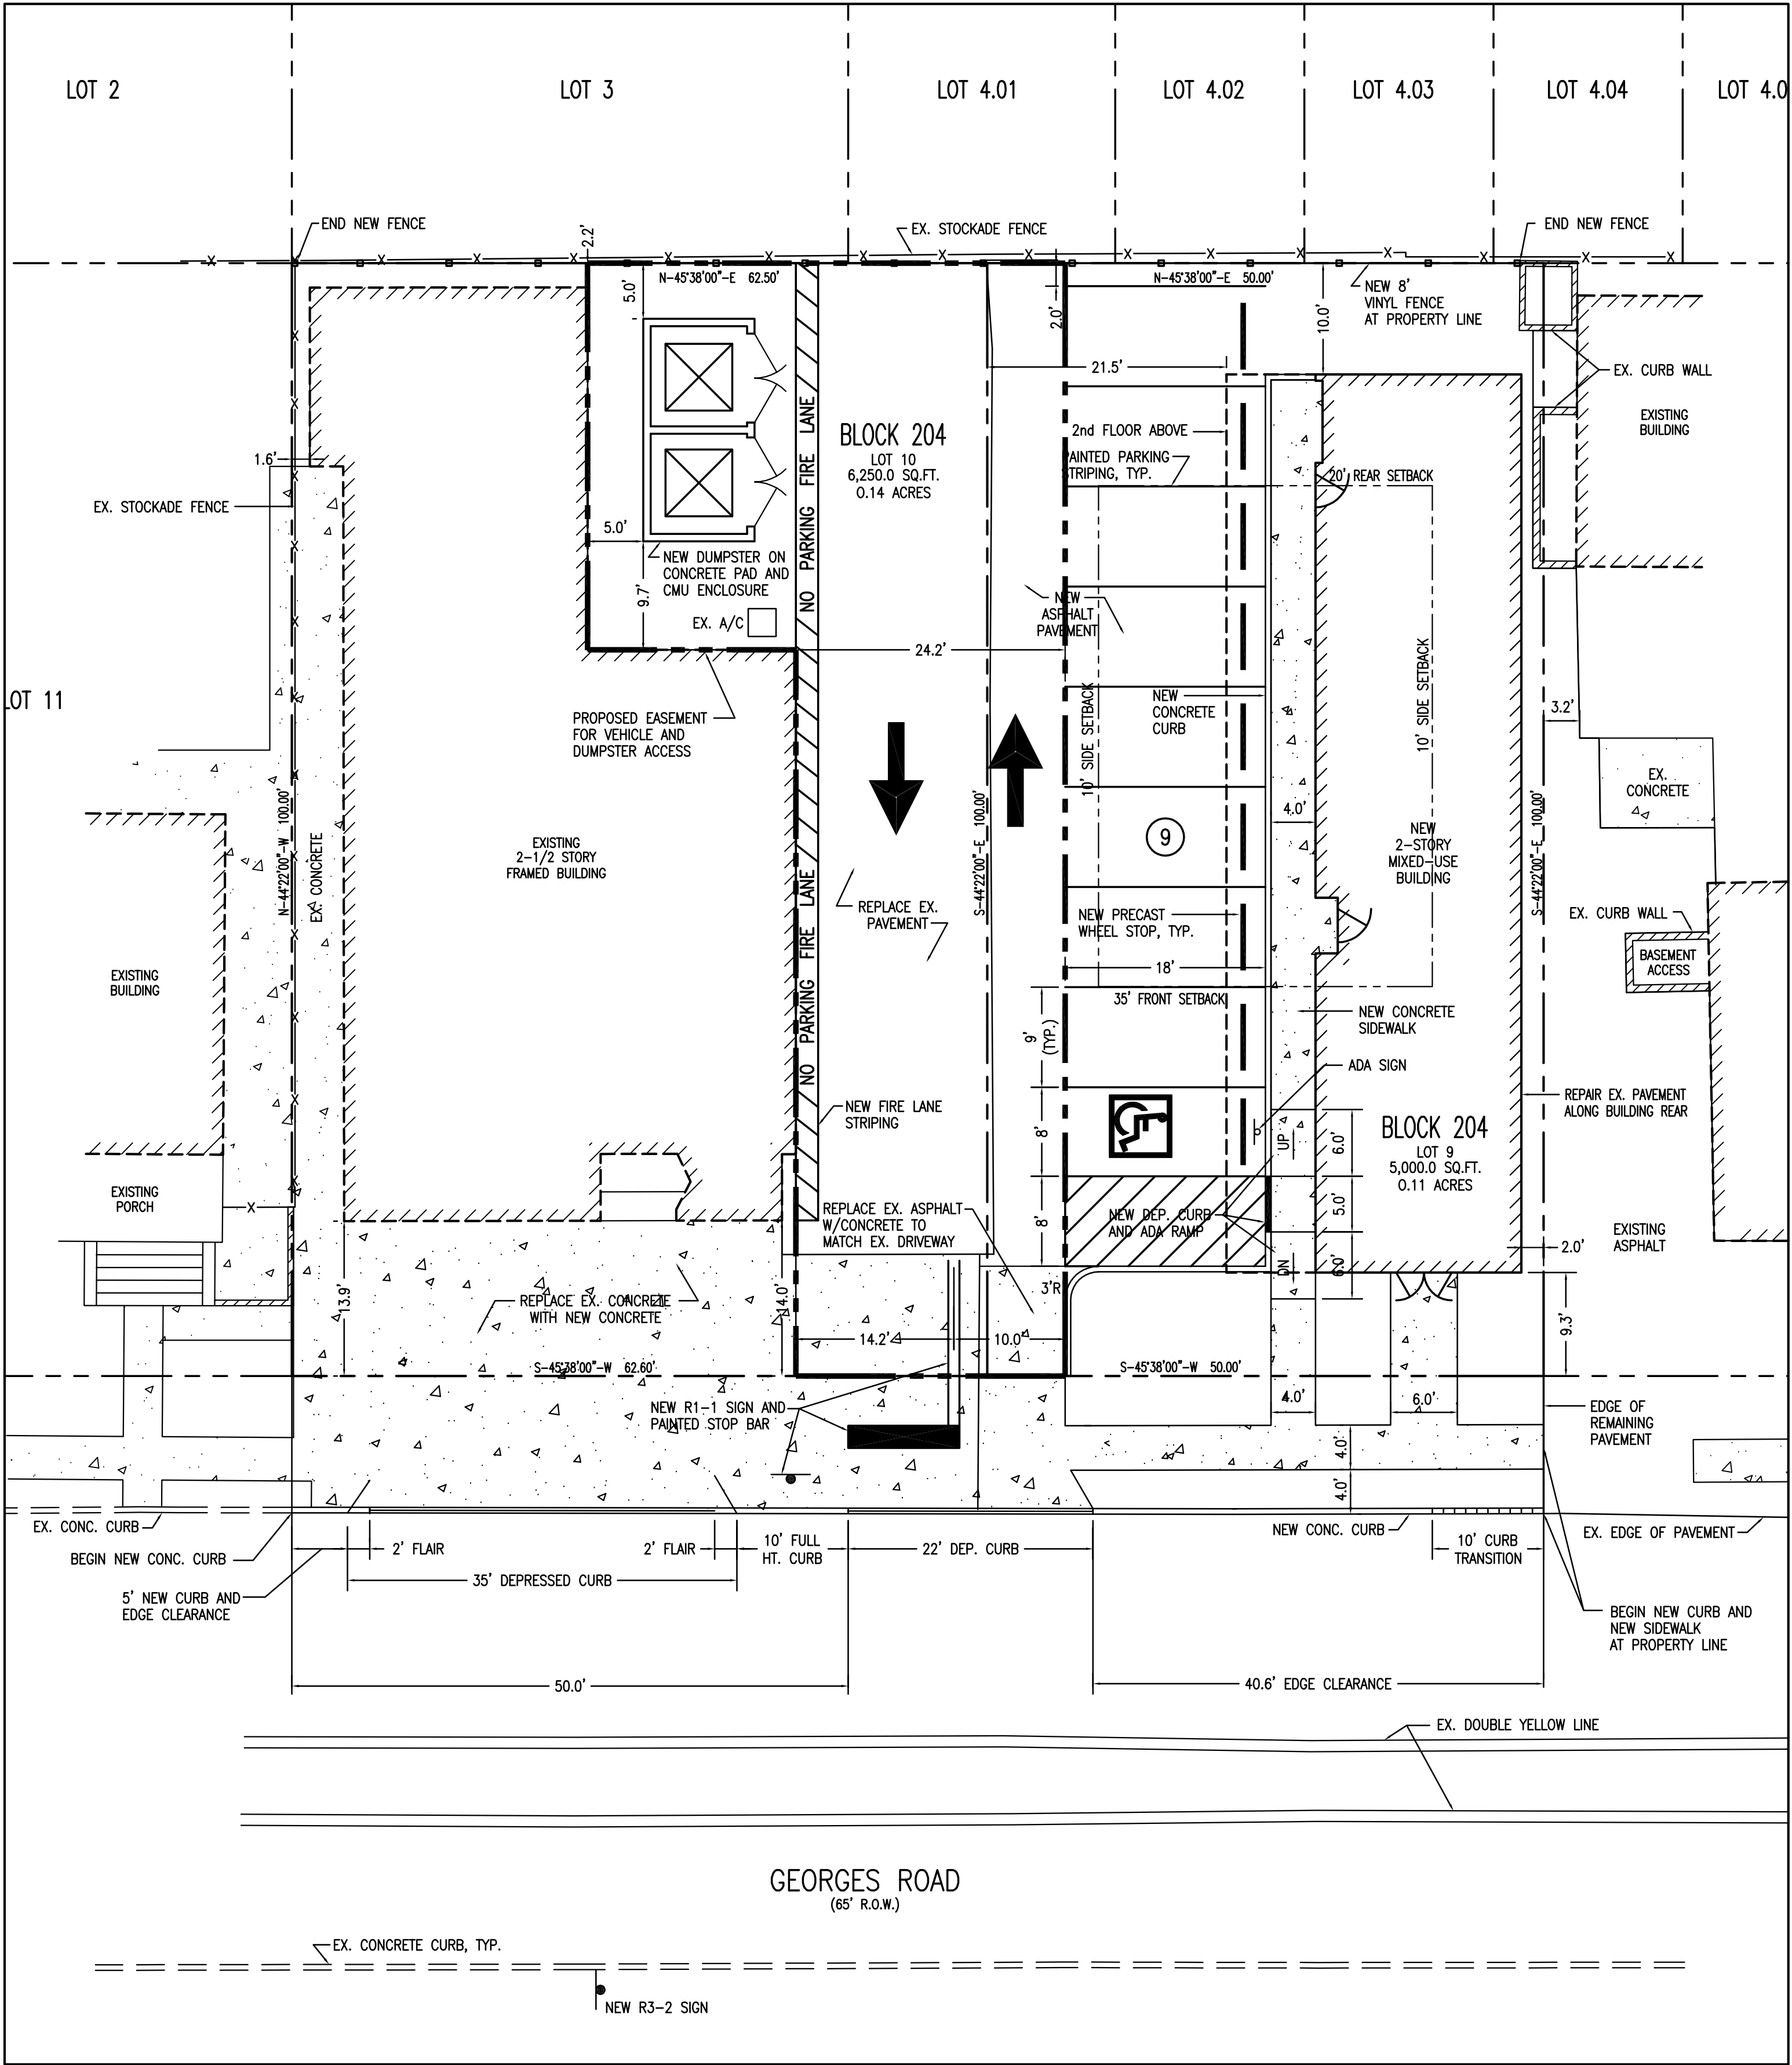 LOT 2
LOT 3
LOT 4.01
LOT 4.02
LOT 4.03
LOT 4.04
LOT 4.0
END NEW FENCE
2.2'
EX. STOCKADE FENCE
END NEW FENCE
N-45°38'00"-E 62.50'
N-45°38'00"-E 50.00'
5.0'
2.0'
10.0'
NEW 8'
VINYL FENCE
AT PROPERTY LINE
21.5'
EX. CURB WALL
EXISTING
BUILDING
2nd FLOOR ABOVE
BLOCK 204
LOT 10
6,250.0 SQ.FT.
0.14 ACRES
PAINTED PARKING
STRIPING, TYP.
20' REAR SETBACK
1.6'
EX. STOCKADE FENCE
5.0'
NEW DUMPSTER ON
CONCRETE PAD AND
CMU ENCLOSURE
9.7'
EX. A/C
NO PARKING FIRE LANE
NEW
ASPHALT
PAVEMENT
24.2'
LOT 11
PROPOSED EASEMENT
FOR VEHICLE AND
DUMPSTER ACCESS
10' SIDE SETBACK
NEW
CONCRETE
CURB
10' SIDE SETBACK
3.2'
EX.
CONCRETE
N-44°22'00"-W 100.00'
EX. CONCRETE
EXISTING
2-1/2 STORY
FRAMED BUILDING
S-44°22'00"-E 100.00'
9
4.0'
NEW
2-STORY
MIXED-USE
BUILDING
S-44°22'00"-E 100.00'
NO PARKING FIRE LANE
REPLACE EX.
PAVEMENT
NEW PRECAST
WHEEL STOP, TYP.
EX. CURB WALL
BASEMENT
ACCESS
EXISTING
BUILDING
18'
35' FRONT SETBACK
9'
(TYP.)
NEW CONCRETE
SIDEWALK
ADA SIGN
NEW FIRE LANE
STRIPING
REPAIR EX. PAVEMENT
ALONG BUILDING REAR
8'
UP
6.0'
BLOCK 204
LOT 9
5,000.0 SQ.FT.
0.11 ACRES
EXISTING
PORCH
REPLACE EX. ASPHALT
W/CONCRETE TO
MATCH EX. DRIVEWAY
8'
NEW DEP. CURB
AND ADA RAMP
5.0'
EXISTING
ASPHALT
2.0'
DN
6.0'
3'R
13.9'
REPLACE EX. CONCRETE
WITH NEW CONCRETE
14.0'
14.2'
10.0'
9.3'
S-45°38'00"-W 62.60'
S-45°38'00"-W 50.00'
NEW R1-1 SIGN AND
PAINTED STOP BAR
4.0'
6.0'
EDGE OF
REMAINING
PAVEMENT
4.0'
4.0'
EX. CONC. CURB
NEW CONC. CURB
EX. EDGE OF PAVEMENT
BEGIN NEW CONC. CURB
2' FLAIR
2' FLAIR
10' FULL
HT. CURB
22' DEP. CURB
10' CURB
TRANSITION
35' DEPRESSED CURB
5' NEW CURB AND
EDGE CLEARANCE
BEGIN NEW CURB AND
NEW SIDEWALK
AT PROPERTY LINE
50.0'
40.6' EDGE CLEARANCE
EX. DOUBLE YELLOW LINE
GEORGES ROAD
(65' R.O.W.)
EX. CONCRETE CURB, TYP.
NEW R3-2 SIGN